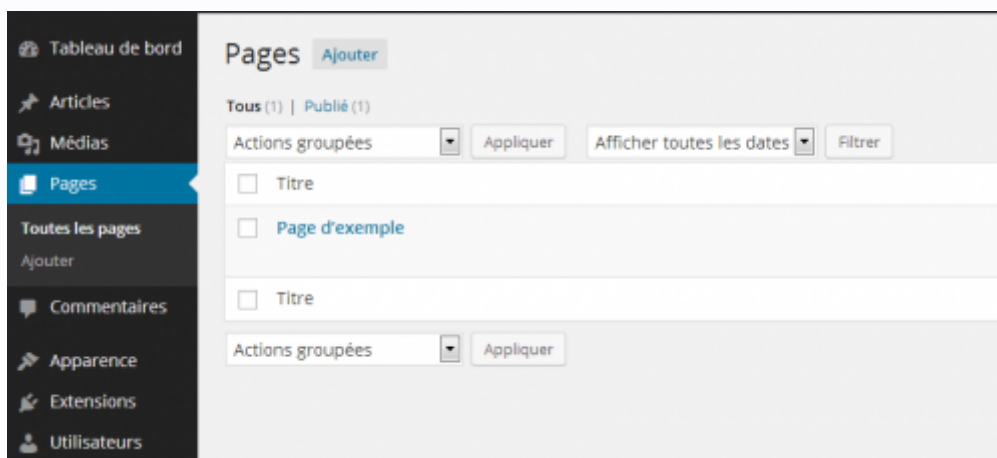 Tableau de bord
Articles
Médias
Pages
Toutes les pages
Ajouter
Commentaires
Apparence
Extensions
Utilisateurs
Pages Ajouter
Tous (1) | Publié (1)
Actions groupées Appliquer Afficher toutes les dates Filtrer
Titre
Page d'exemple
Titre
Actions groupées Appliquer